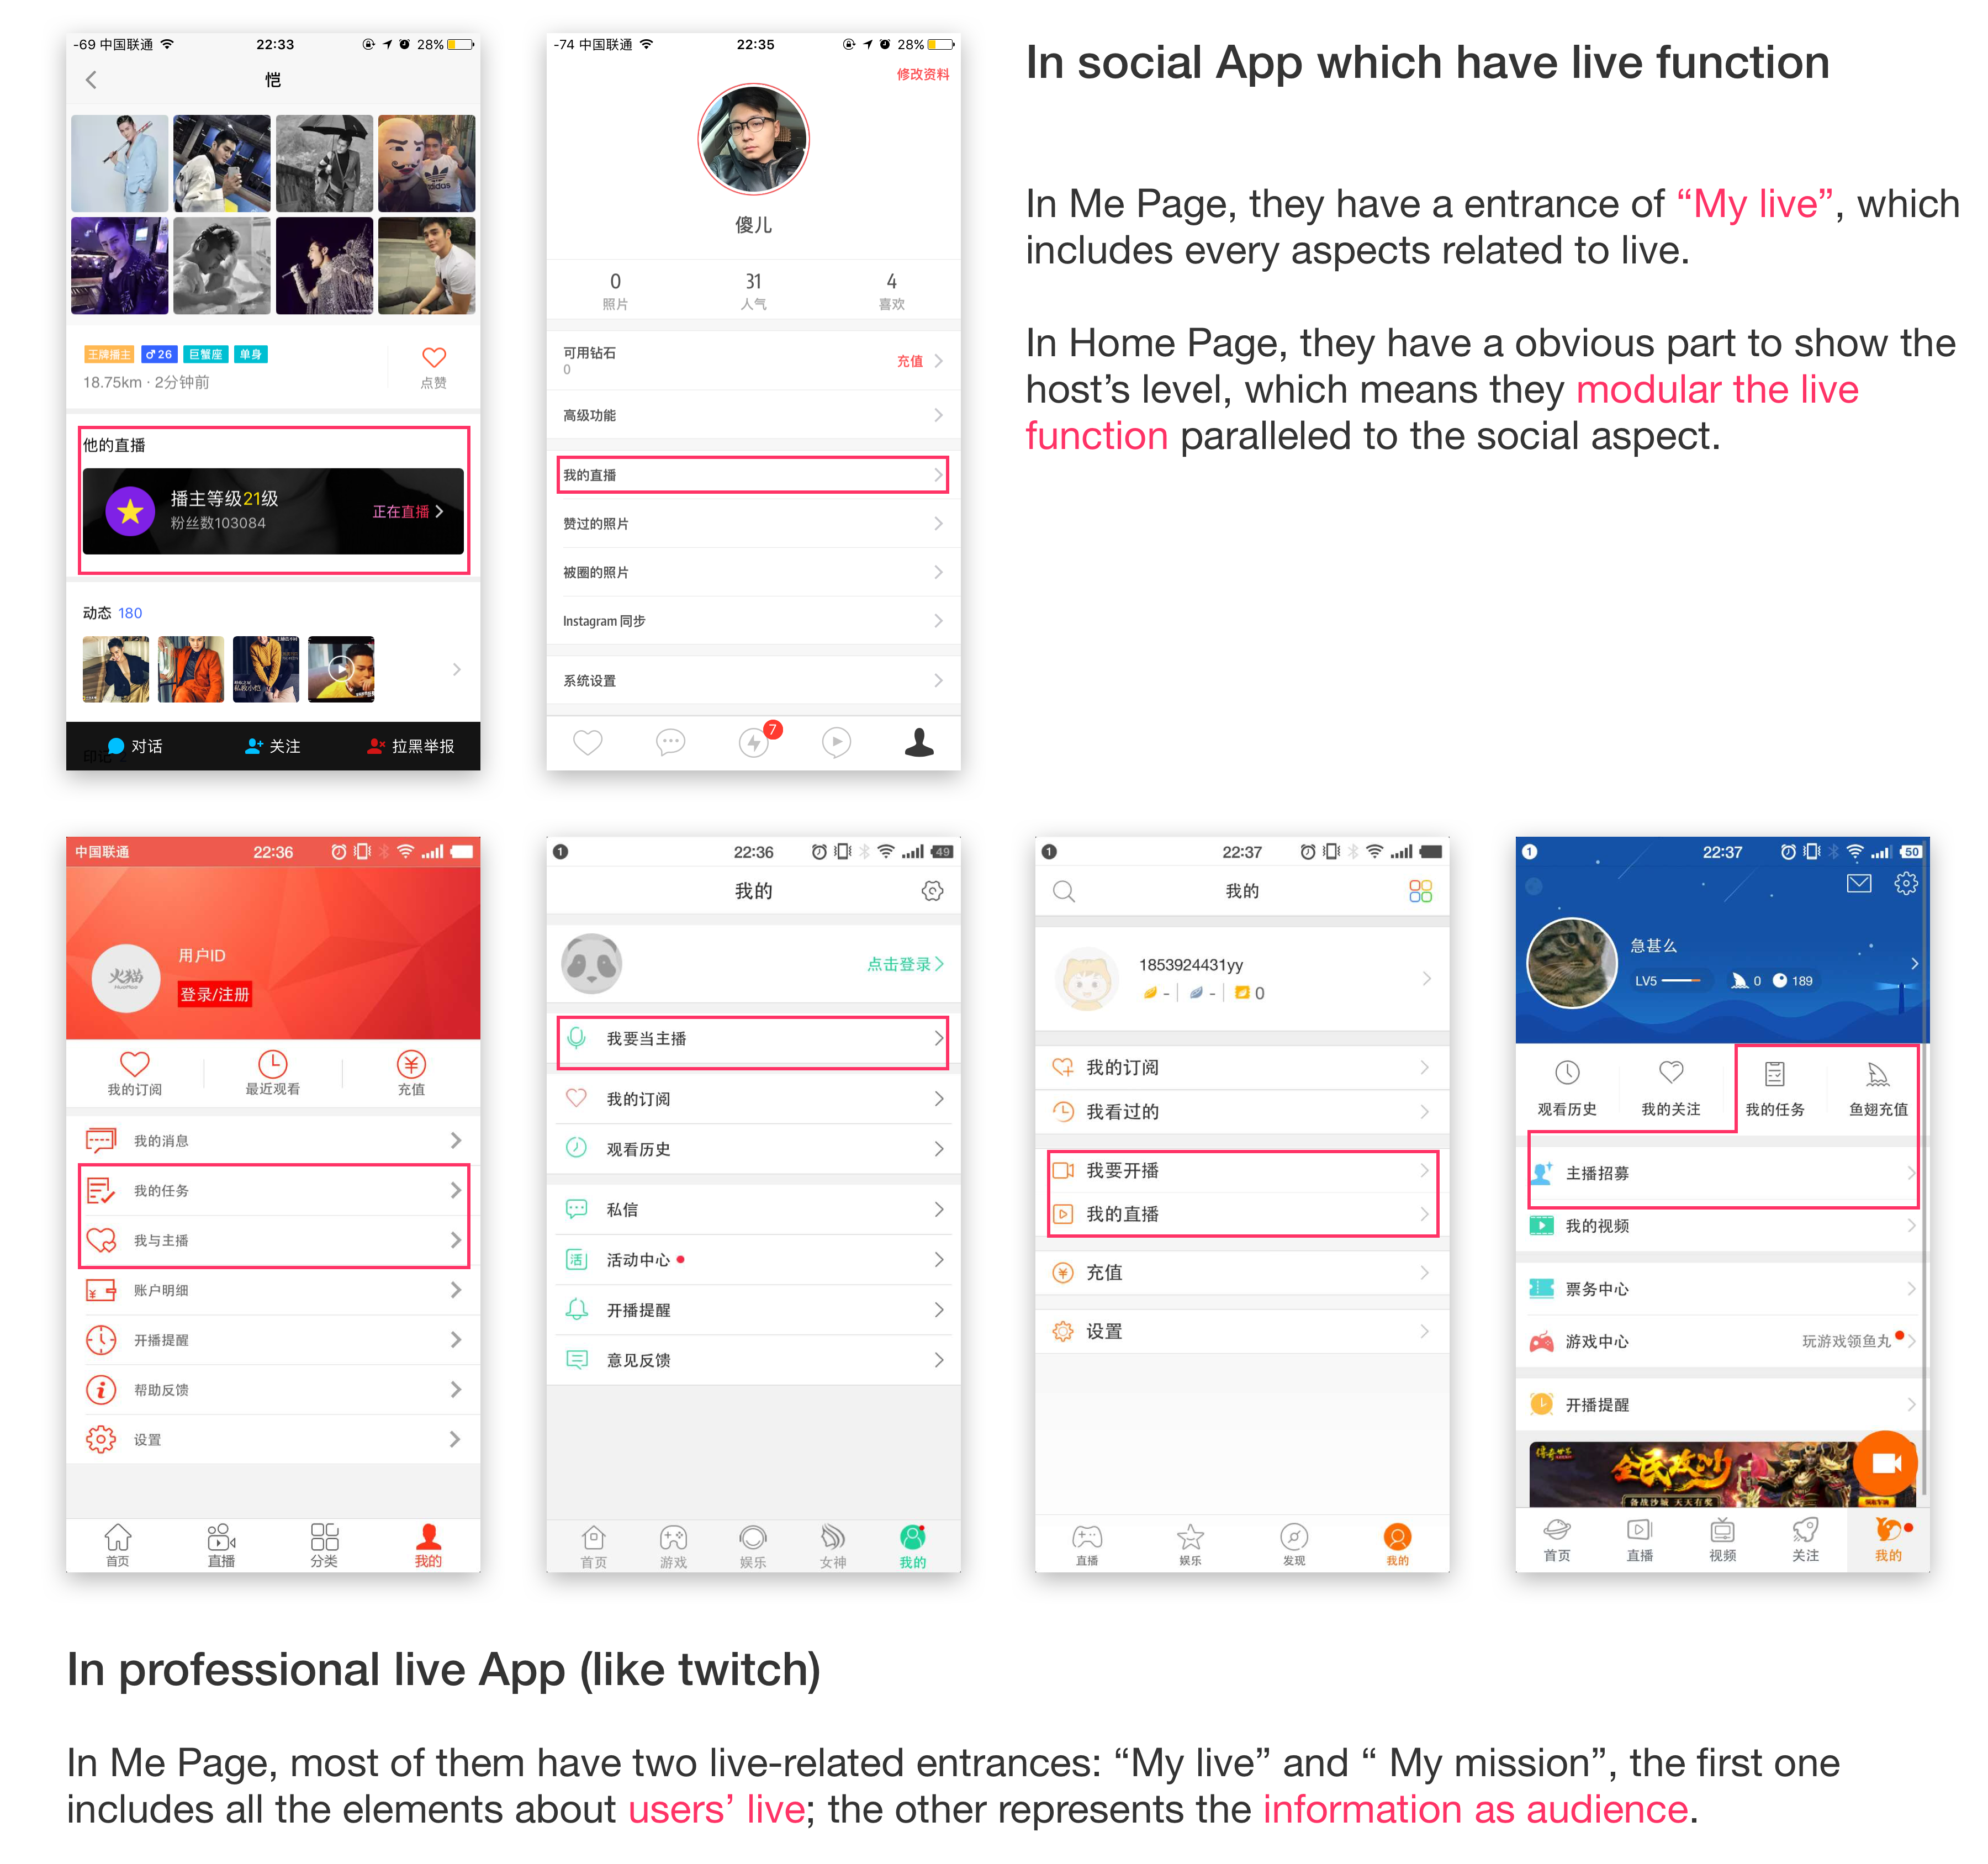 -69 中国联通 22:33 28%
恺
王牌播主 ♂26 巨蟹座 单身
18.75km · 2分钟前
点赞
他的直播
播主等级21级
粉丝数103084
正在直播
动态 180
对话 关注 拉黑举报
印记 2
-74 中国联通 22:35 28%
修改资料
傻儿
0 31 4
照片 人气 喜欢
可用钻石
0
充值
高级功能
我的直播
赞过的照片
被圈的照片
Instagram 同步
系统设置
7
In social App which have live function
In Me Page, they have a entrance of “My live”, which
includes every aspects related to live.
In Home Page, they have a obvious part to show the
host’s level, which means they modular the live
function paralleled to the social aspect.
中国联通 22:36
用户ID
火猫
登录/注册
我的订阅 最近观看 充值
我的消息
我的任务
我与主播
账户明细
开播提醒
帮助反馈
设置
首页 直播 分类 我的
1 22:36 49
我的
点击登录
我要当主播
我的订阅
观看历史
私信
活动中心
开播提醒
意见反馈
首页 游戏 娱乐 女神 我的
1 22:37
我的
1853924431yy
- - 0
我的订阅
我看过的
我要开播
我的直播
充值
设置
直播 娱乐 发现 我的
1 22:37 50
急甚么
LV5 0 189
观看历史 我的关注 我的任务 鱼翅充值
主播招募
我的视频
票务中心
游戏中心 玩游戏领鱼丸
开播提醒
全民攻沙
备战沙城 天天有奖
首页 直播 视频 关注 我的
In professional live App (like twitch)
In Me Page, most of them have two live-related entrances: “My live” and “ My mission”, the first one
includes all the elements about users’ live; the other represents the information as audience.